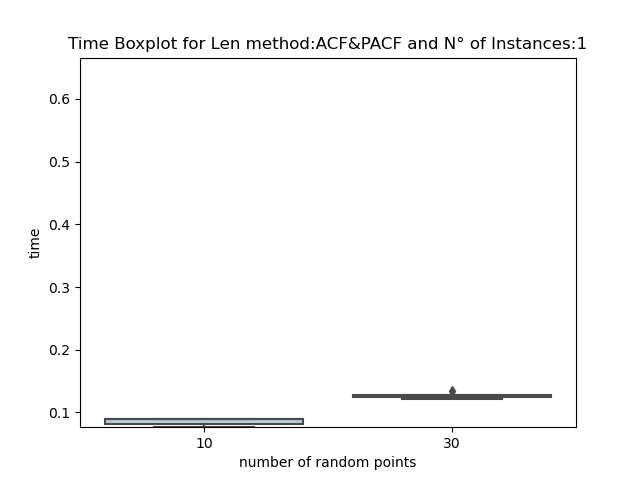 Time Boxplot for Len method:ACF&PACF and N° of Instances:1
0.6
0.5
0.4
0.3
0.2
0.1
time
10 30
number of random points